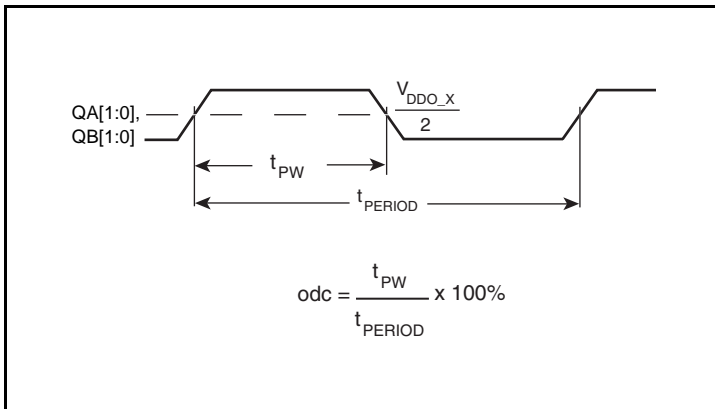 QA[1:0],
QB[1:0]
V_DDO_X
2
t_PW
t_PERIOD
odc = t_PW / t_PERIOD x 100%